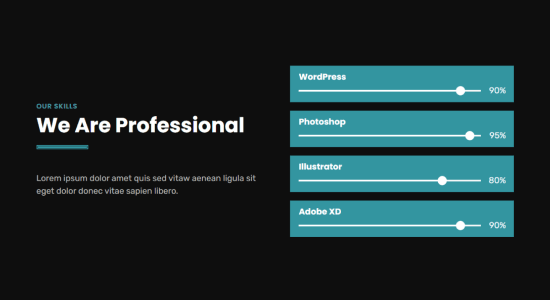 OUR SKILLS
We Are Professional
Lorem ipsum dolor amet quis sed vitaw aenean ligula sit
eget dolor donec vitae sapien libero.
WordPress
90%
Photoshop
95%
Illustrator
80%
Adobe XD
90%